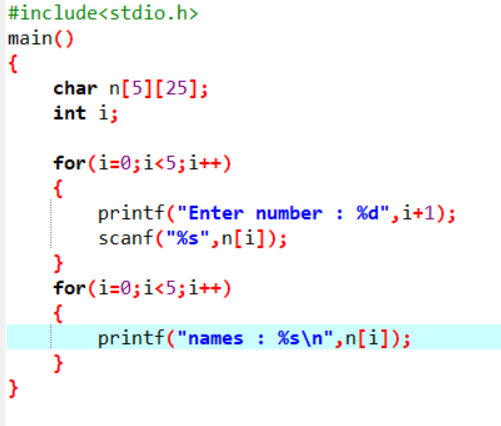 #include<stdio.h>
main()
{
char n[5][25];
int i;
for(i=0;i<5;i++)
{
printf("Enter number : %d",i+1);
scanf("%s",n[i]);
}
for(i=0;i<5;i++)
{
printf("names : %s\n",n[i]);
}
}